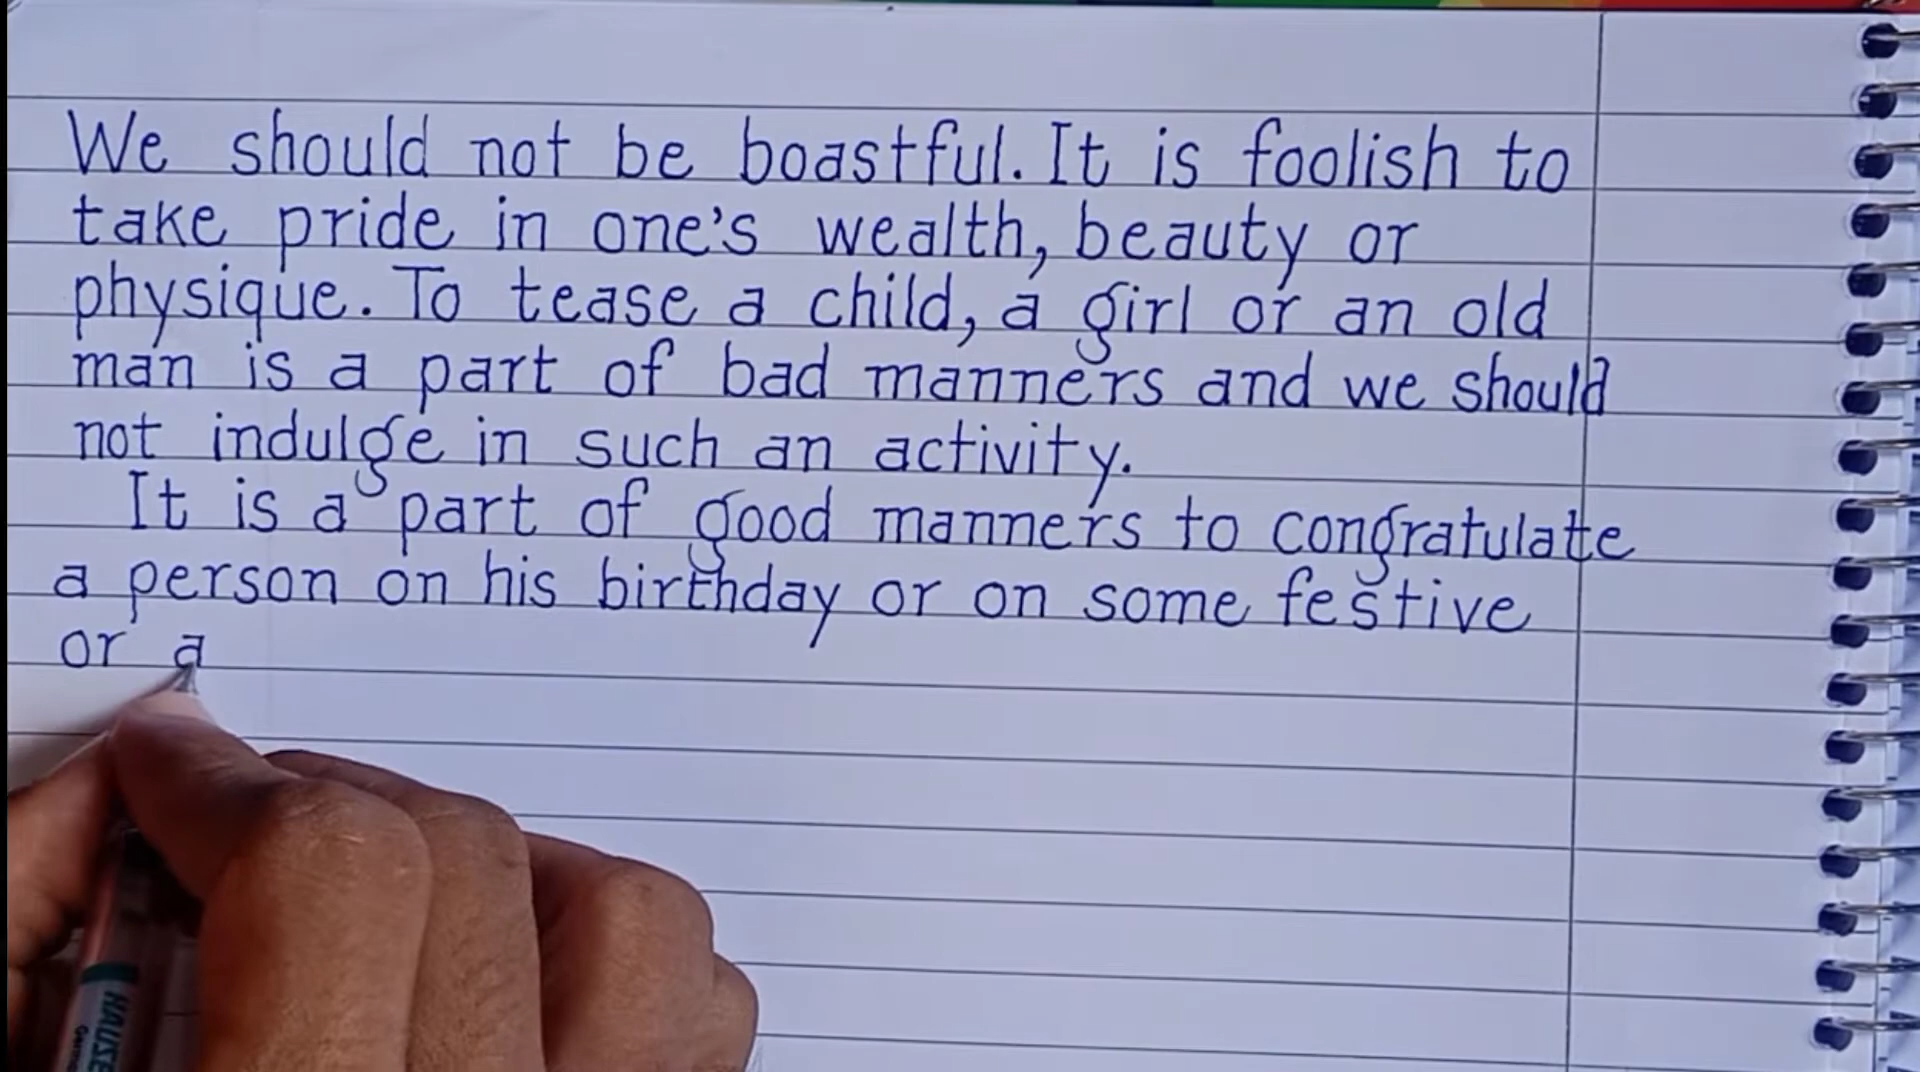 We should not be boastful. It is foolish to
take pride in one's wealth, beauty or
physique. To tease a child, a girl or an old
man is a part of bad manners and we should
not indulge in such an activity.
It is a part of good manners to congratulate
a person on his birthday or on some festive
or a
HAUSE